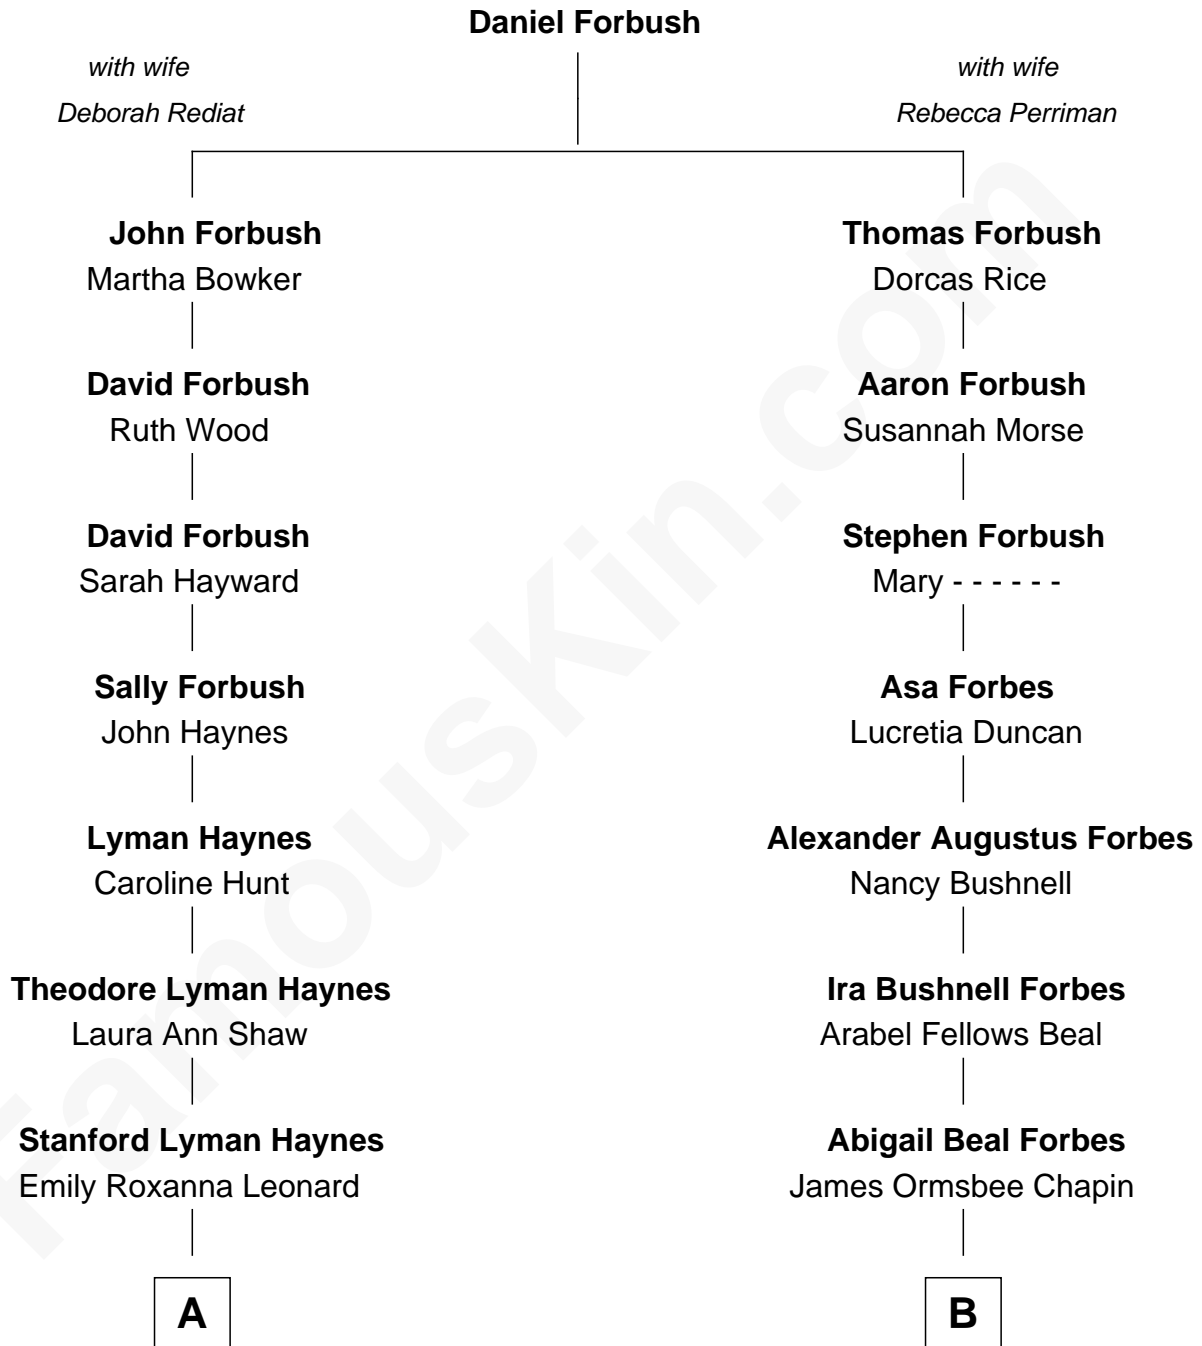 Daniel Forbush
with wife
Deborah Rediat
with wife
Rebecca Perriman
John Forbush
Martha Bowker
Thomas Forbush
Dorcas Rice
David Forbush
Ruth Wood
Aaron Forbush
Susannah Morse
David Forbush
Sarah Hayward
Stephen Forbush
Mary - - - - - -
Sally Forbush
John Haynes
Asa Forbes
Lucretia Duncan
Lyman Haynes
Caroline Hunt
Alexander Augustus Forbes
Nancy Bushnell
Theodore Lyman Haynes
Laura Ann Shaw
Ira Bushnell Forbes
Arabel Fellows Beal
Stanford Lyman Haynes
Emily Roxanna Leonard
Abigail Beal Forbes
James Ormsbee Chapin
A
B
FamousKin.com